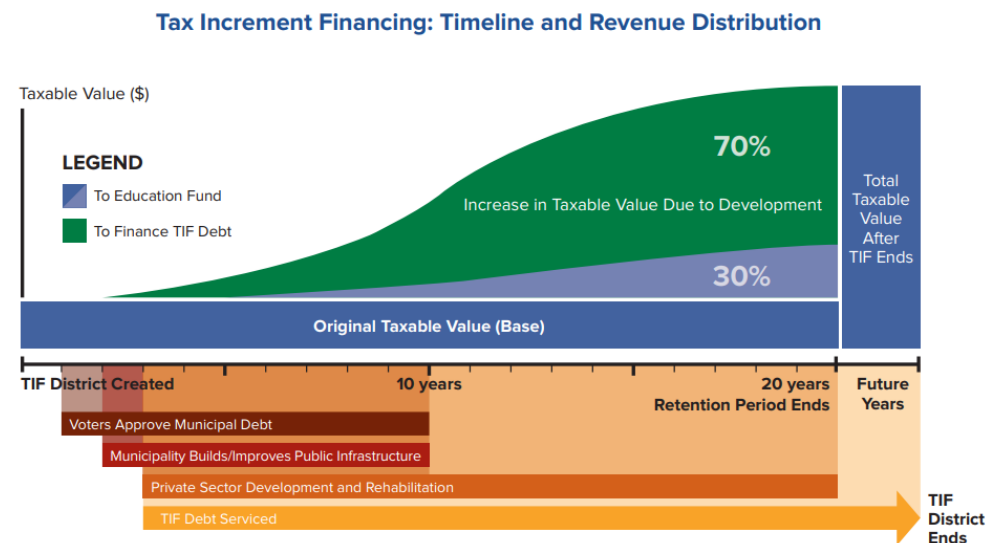 Tax Increment Financing: Timeline and Revenue Distribution
Taxable Value ($)
LEGEND
To Education Fund
To Finance TIF Debt
70%
Increase in Taxable Value Due to Development
30%
Total
Taxable
Value
After
TIF Ends
Original Taxable Value (Base)
TIF District Created
10 years
20 years
Retention Period Ends
Future
Years
Voters Approve Municipal Debt
Municipality Builds/Improves Public Infrastructure
Private Sector Development and Rehabilitation
TIF Debt Serviced
TIF
District
Ends